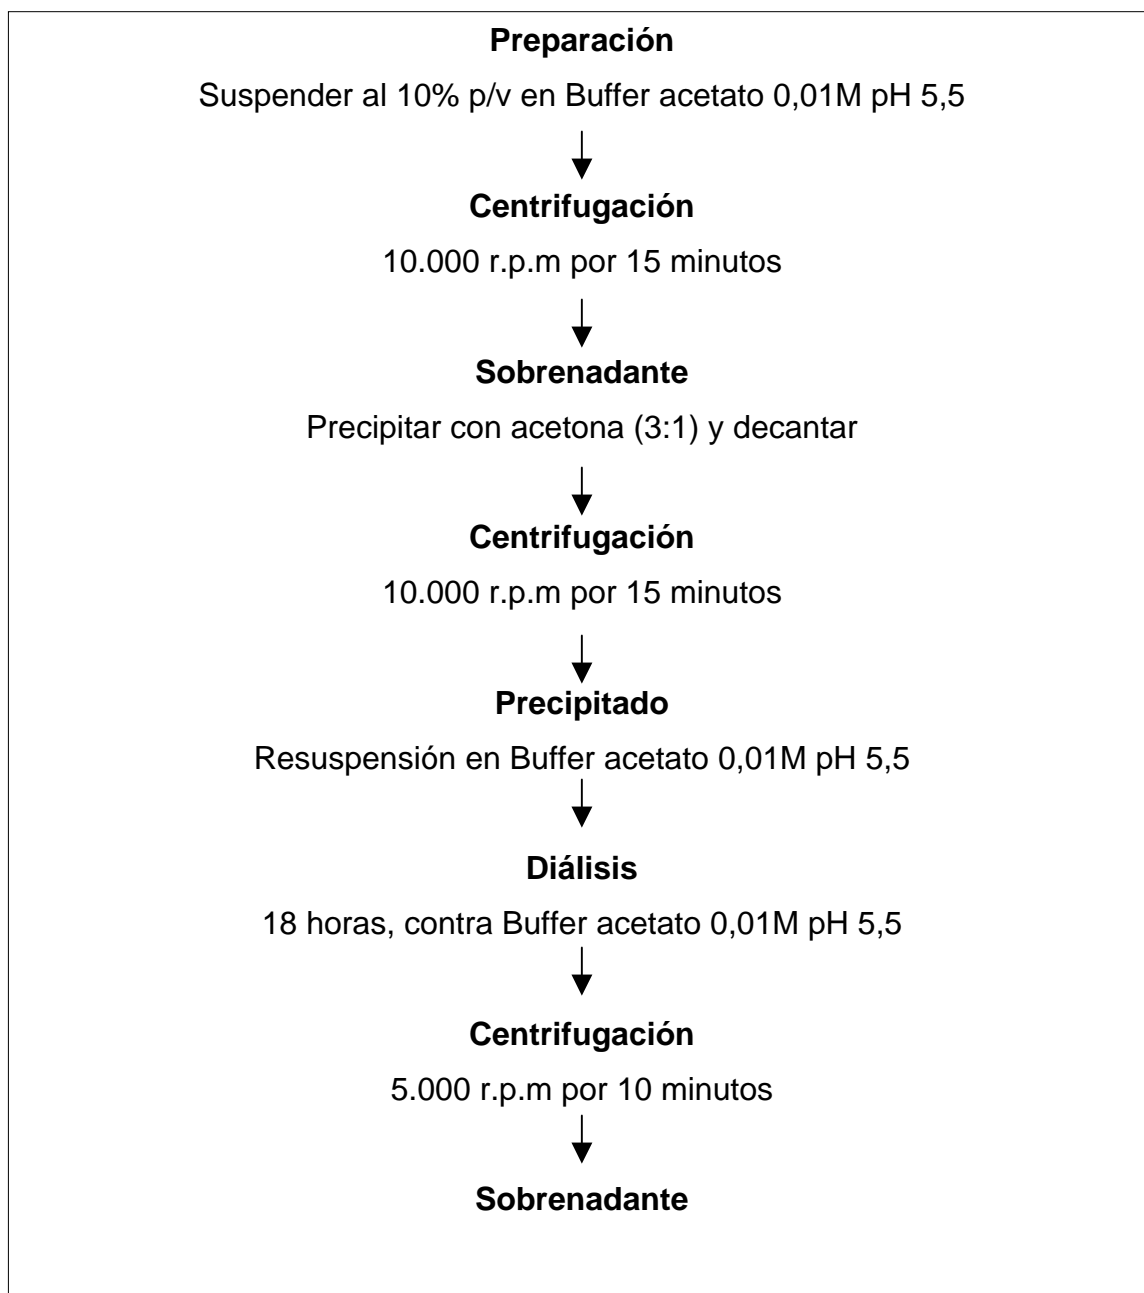 Preparación
Suspender al 10% p/v en Buffer acetato 0,01M pH 5,5
Centrifugación
10.000 r.p.m por 15 minutos
Sobrenadante
Precipitar con acetona (3:1) y decantar
Centrifugación
10.000 r.p.m por 15 minutos
Precipitado
Resuspensión en Buffer acetato 0,01M pH 5,5
Diálisis
18 horas, contra Buffer acetato 0,01M pH 5,5
Centrifugación
5.000 r.p.m por 10 minutos
Sobrenadante